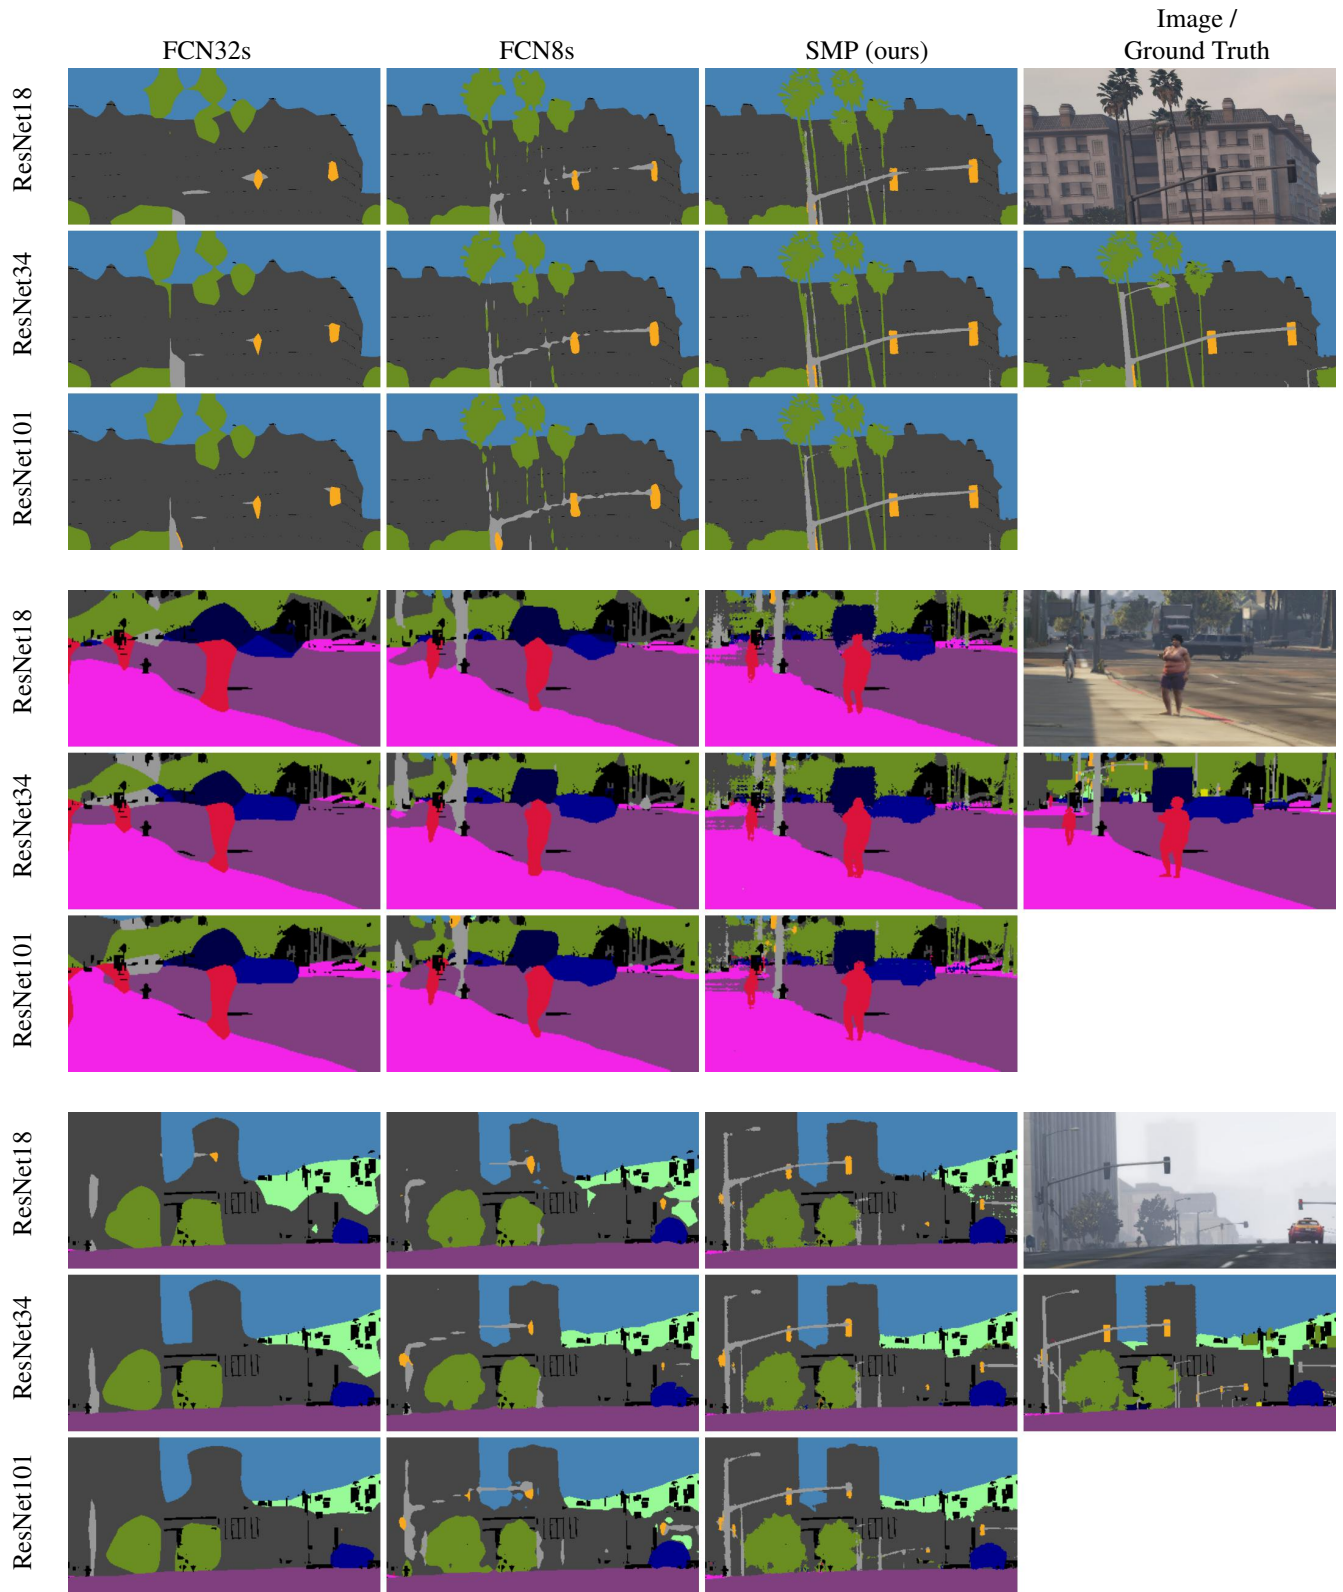 Image /
FCN32s FCN8s SMP (ours) Ground Truth
ResNet18
ResNet34
ResNet101
ResNet18
ResNet34
ResNet101
ResNet18
ResNet34
ResNet101